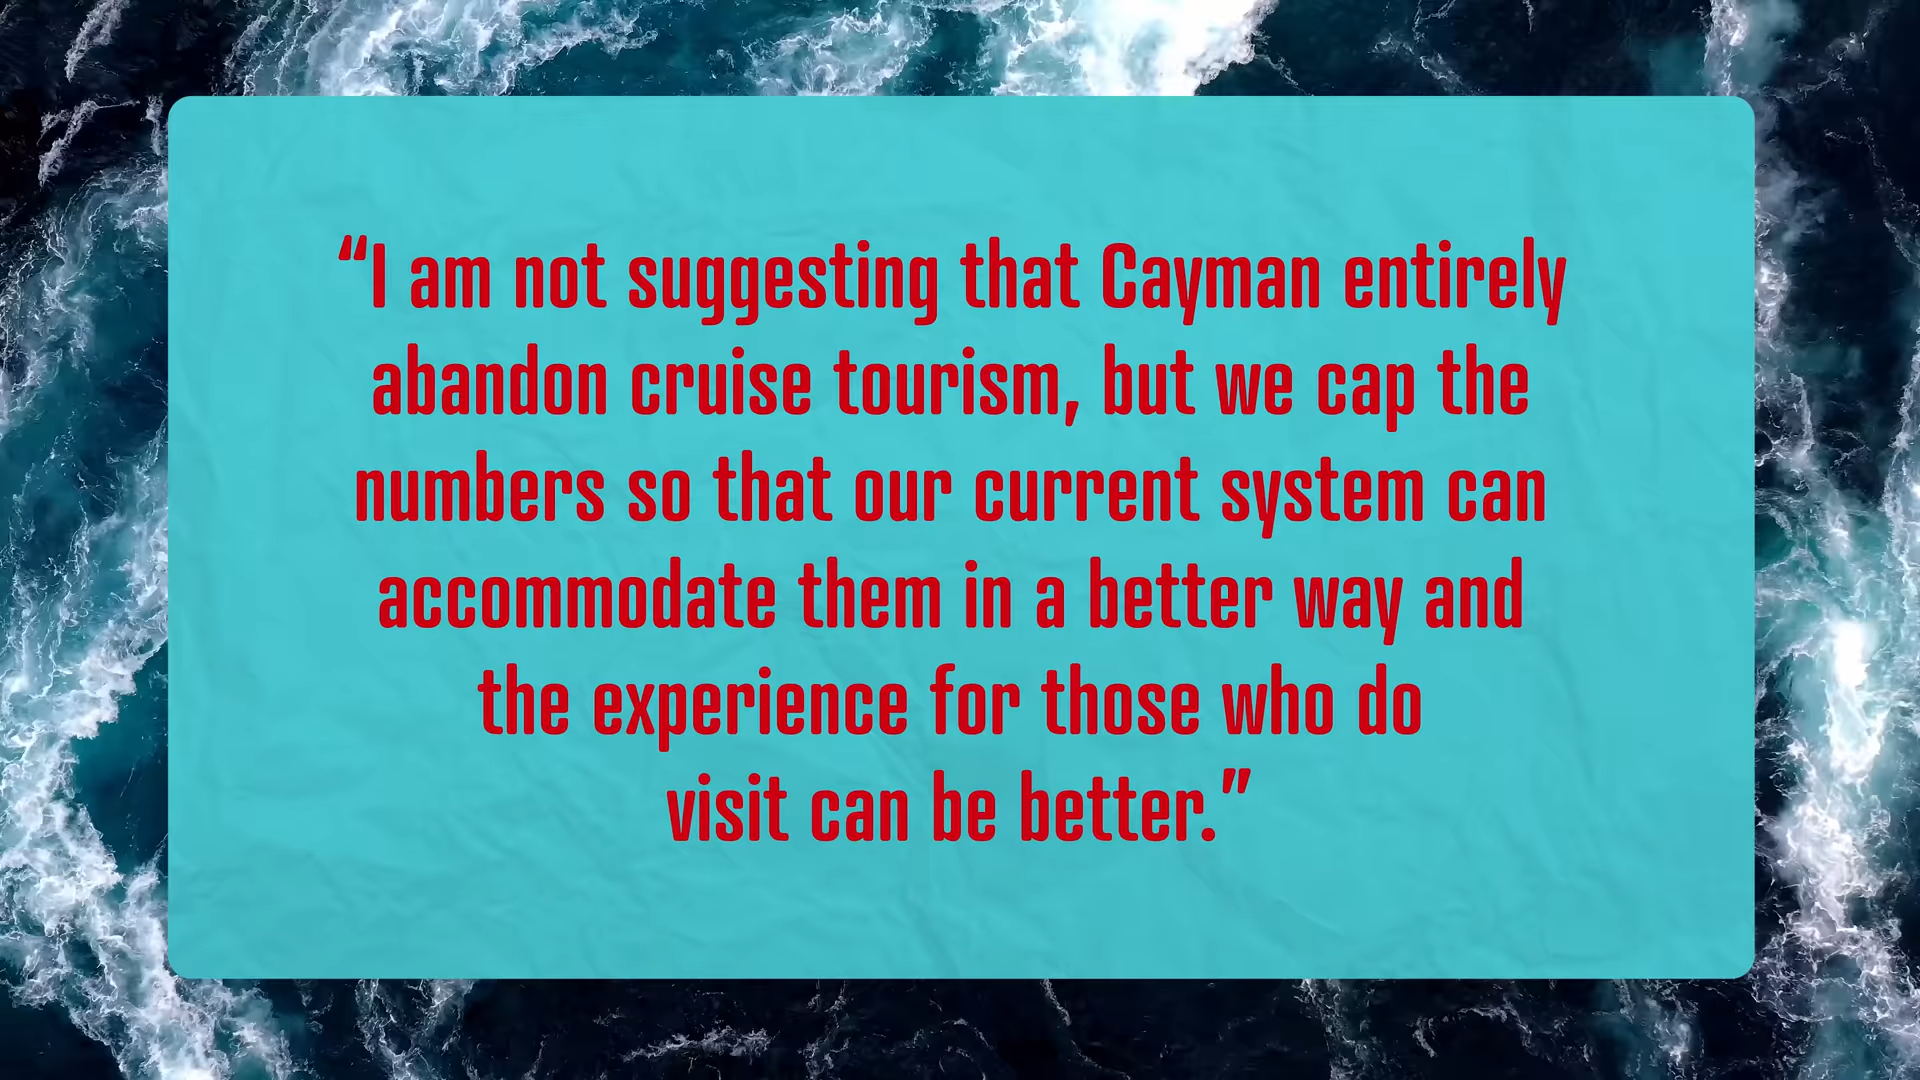 “I am not suggesting that Cayman entirely
abandon cruise tourism, but we cap the
numbers so that our current system can
accommodate them in a better way and
the experience for those who do
visit can be better.”